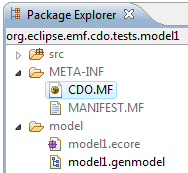 Package Explorer
org.eclipse.emf.cdo.tests.model1
src
META-INF
CDO.MF
MANIFEST.MF
model
model1.ecore
model1.genmodel